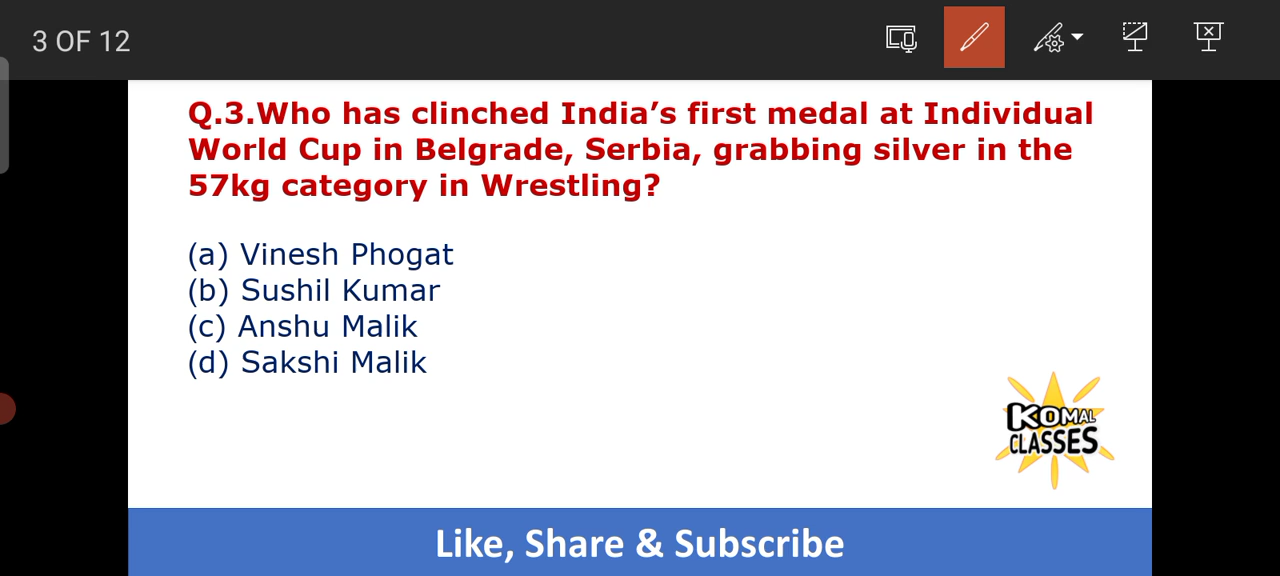 3 OF 12
Q.3.Who has clinched India’s first medal at Individual
World Cup in Belgrade, Serbia, grabbing silver in the
57kg category in Wrestling?
(a) Vinesh Phogat
(b) Sushil Kumar
(c) Anshu Malik
(d) Sakshi Malik
KOMAL
CLASSES
Like, Share & Subscribe